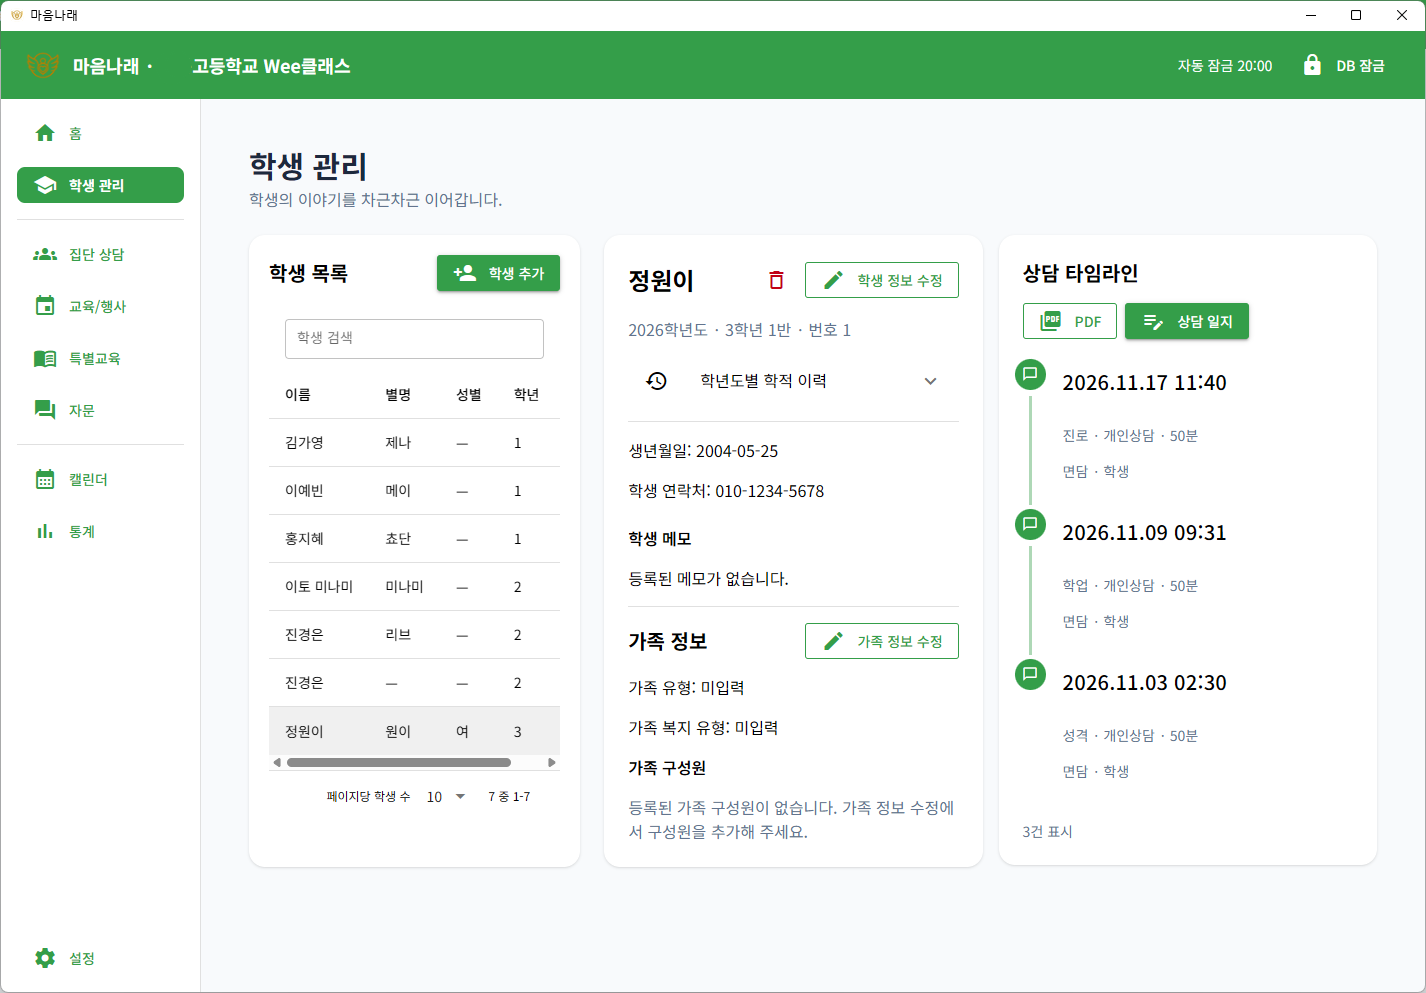 마음나래
마음나래 · 고등학교 Wee클래스
자동 잠금 20:00
DB 잠금
홈
학생 관리
집단 상담
교육/행사
특별교육
자문
캘린더
통계
설정
학생 관리
학생의 이야기를 차근차근 이어갑니다.
학생 목록
학생 추가
학생 검색
이름 별명 성별 학년
김가영 제나 — 1
이예빈 메이 — 1
홍지혜 쵸단 — 1
이토 미나미 미나미 — 2
진경은 리브 — 2
진경은 — — 2
정원이 원이 여 3
페이지당 학생 수 10 7 중 1-7
정원이
학생 정보 수정
2026학년도 · 3학년 1반 · 번호 1
학년도별 학적 이력
생년월일: 2004-05-25
학생 연락처: 010-1234-5678
학생 메모
등록된 메모가 없습니다.
가족 정보
가족 정보 수정
가족 유형: 미입력
가족 복지 유형: 미입력
가족 구성원
등록된 가족 구성원이 없습니다. 가족 정보 수정에
서 구성원을 추가해 주세요.
상담 타임라인
PDF PDF
상담 일지
2026.11.17 11:40
진로 · 개인상담 · 50분
면담 · 학생
2026.11.09 09:31
학업 · 개인상담 · 50분
면담 · 학생
2026.11.03 02:30
성격 · 개인상담 · 50분
면담 · 학생
3건 표시